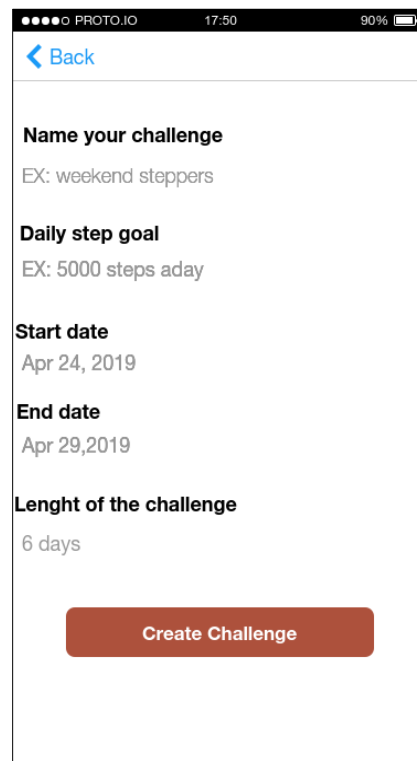 PROTO.IO 17:50 90%
Back
Name your challenge
EX: weekend steppers
Daily step goal
EX: 5000 steps aday
Start date
Apr 24, 2019
End date
Apr 29,2019
Lenght of the challenge
6 days
Create Challenge